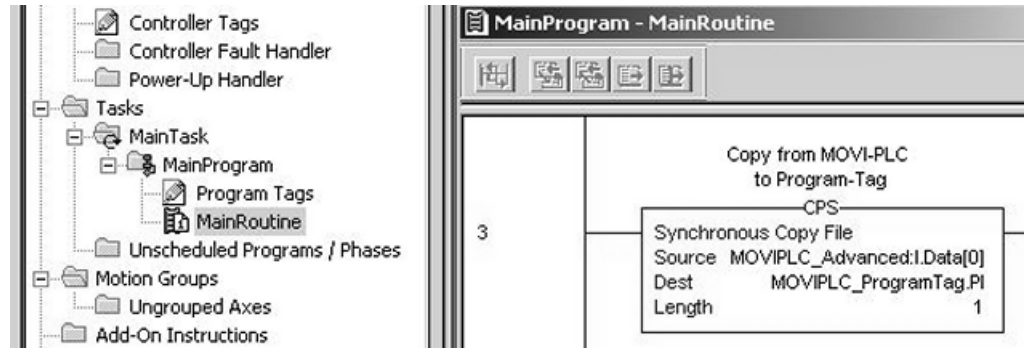 Controller Tags
Controller Fault Handler
Power-Up Handler
Tasks
MainTask
MainProgram
Program Tags
MainRoutine
Unscheduled Programs / Phases
Motion Groups
Ungrouped Axes
Add-On Instructions
MainProgram - MainRoutine
3
Copy from MOVI-PLC
to Program-Tag
CPS
Synchronous Copy File
Source MOVIPLC_Advanced:I.Data[0]
Dest MOVIPLC_ProgramTag.PI
Length 1